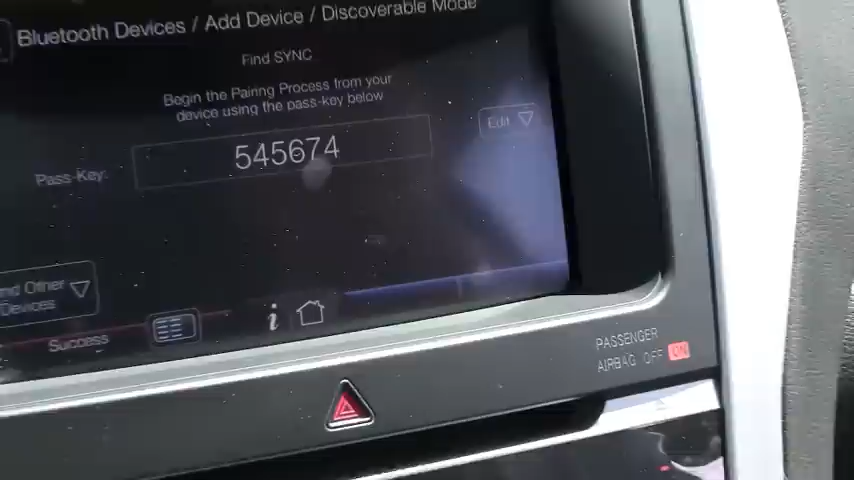 Bluetooth Devices / Add Device / Discoverable Mode
Find SYNC
Begin the Pairing Process from your
device using the pass-key below
Edit
Pass-Key: 545674
Find Other
Devices
Success
i
PASSENGER
AIRBAG OFF ON